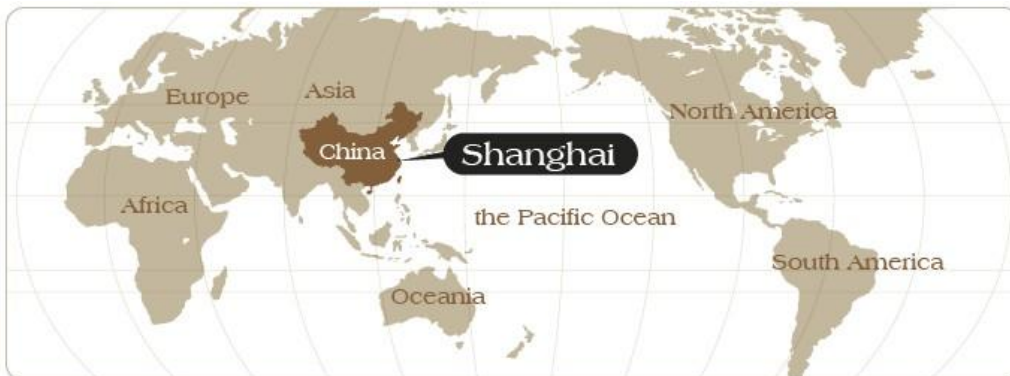 Europe
Asia
North America
China
Shanghai
Africa
the Pacific Ocean
South America
Oceania